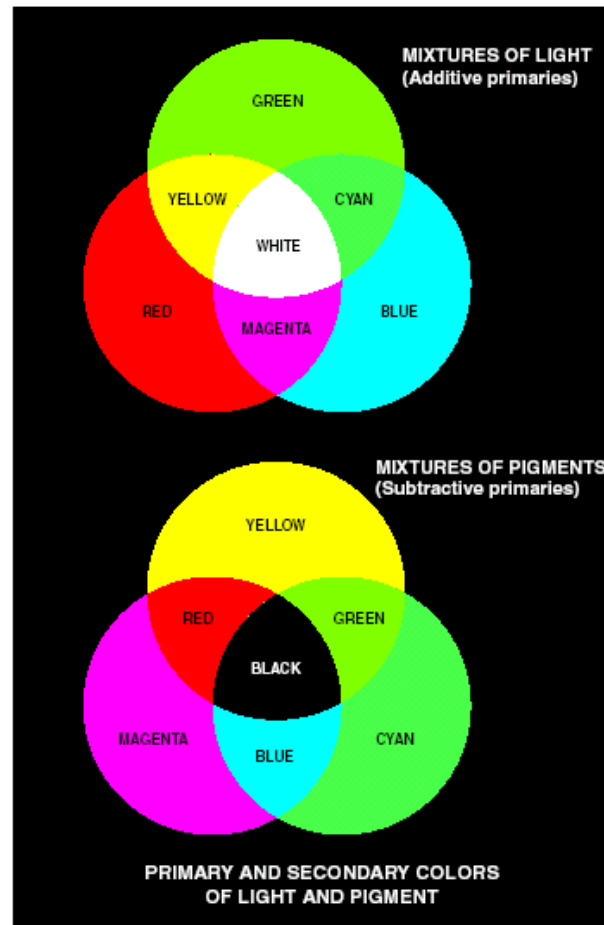 MIXTURES OF LIGHT
(Additive primaries)
GREEN
YELLOW
CYAN
WHITE
RED
BLUE
MAGENTA
MIXTURES OF PIGMENTS
(Subtractive primaries)
YELLOW
RED
GREEN
BLACK
MAGENTA
CYAN
BLUE
PRIMARY AND SECONDARY COLORS
OF LIGHT AND PIGMENT